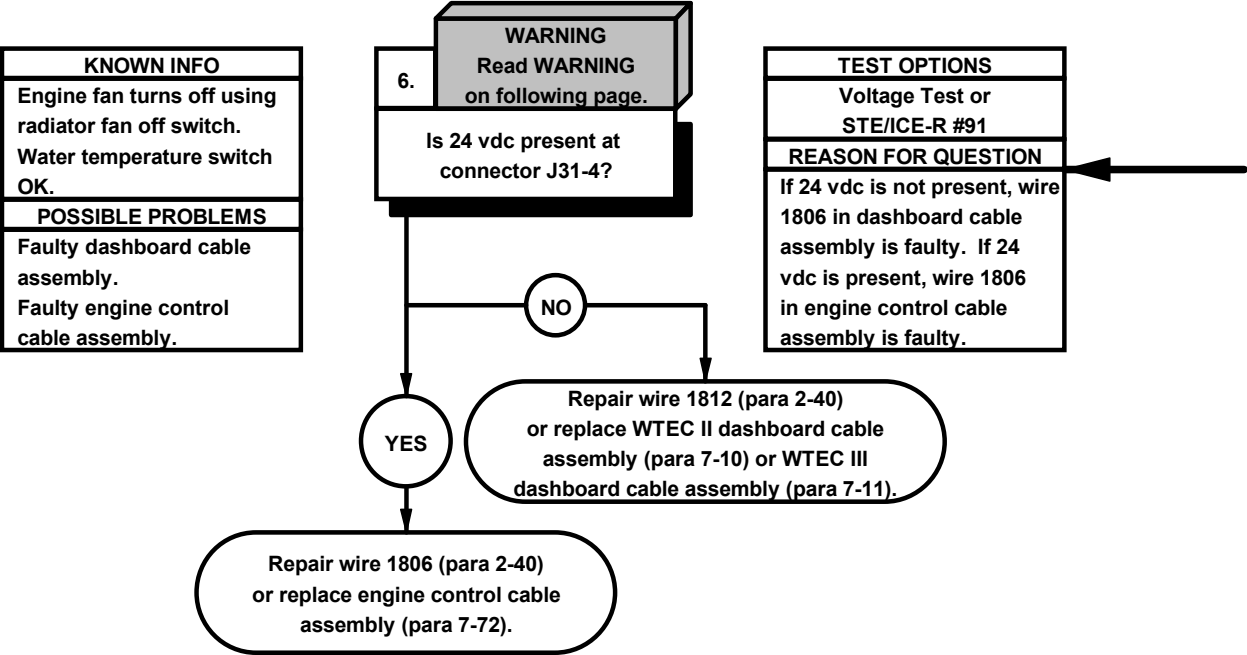 KNOWN INFO
Engine fan turns off using
radiator fan off switch.
Water temperature switch
OK.
POSSIBLE PROBLEMS
Faulty dashboard cable
assembly.
Faulty engine control
cable assembly.
WARNING
Read WARNING
on following page.
6.
Is 24 vdc present at
connector J31-4?
TEST OPTIONS
Voltage Test or
STE/ICE-R #91
REASON FOR QUESTION
If 24 vdc is not present, wire
1806 in dashboard cable
assembly is faulty.  If 24
vdc is present, wire 1806
in engine control cable
assembly is faulty.
NO
Repair wire 1812 (para 2-40)
or replace WTEC II dashboard cable
assembly (para 7-10) or WTEC III
dashboard cable assembly (para 7-11).
YES
Repair wire 1806 (para 2-40)
or replace engine control cable
assembly (para 7-72).